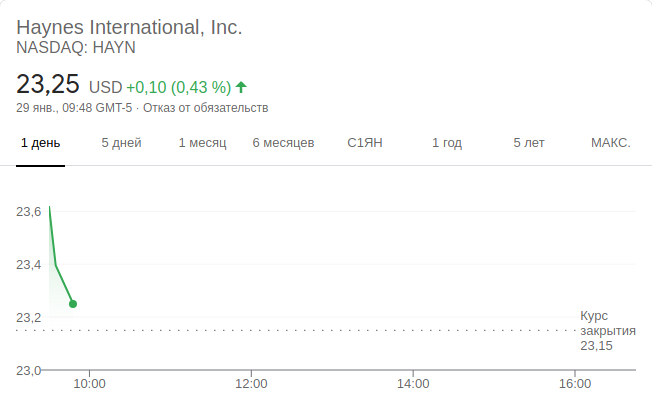 Haynes International, Inc.
NASDAQ: HAYN
23,25 USD +0,10 (0,43 %)
29 янв., 09:48 GMT-5 · Отказ от обязательств
1 день 5 дней 1 месяц 6 месяцев С1ЯН 1 год 5 лет МАКС.
23,6
23,4
23,2
23,0
Курс
закрытия
23,15
10:00 12:00 14:00 16:00